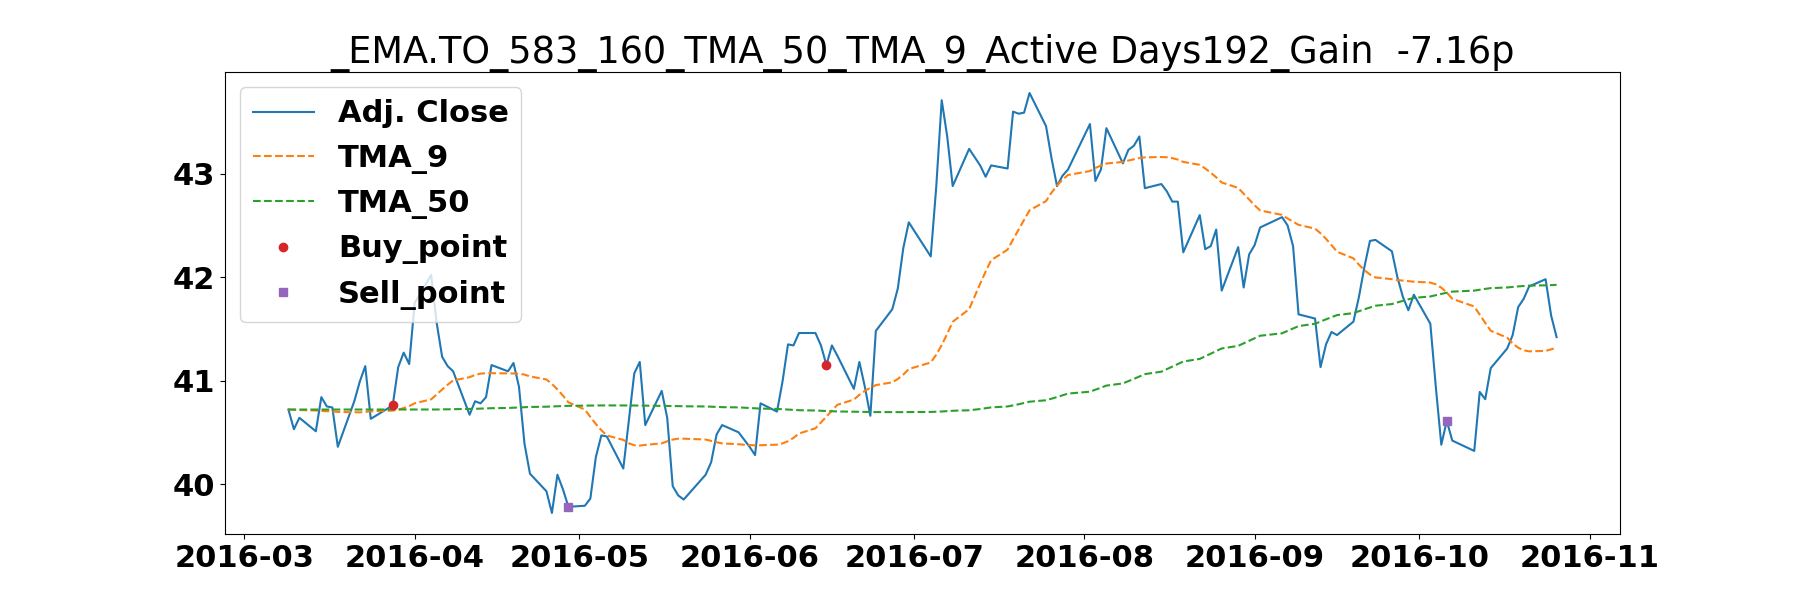 _EMA.TO_583_160_TMA_50_TMA_9_Active Days192_Gain  -7.16p
Adj. Close
TMA_9
TMA_50
Buy_point
Sell_point
43
42
41
40
2016-03 2016-04 2016-05 2016-06 2016-07 2016-08 2016-09 2016-10 2016-11